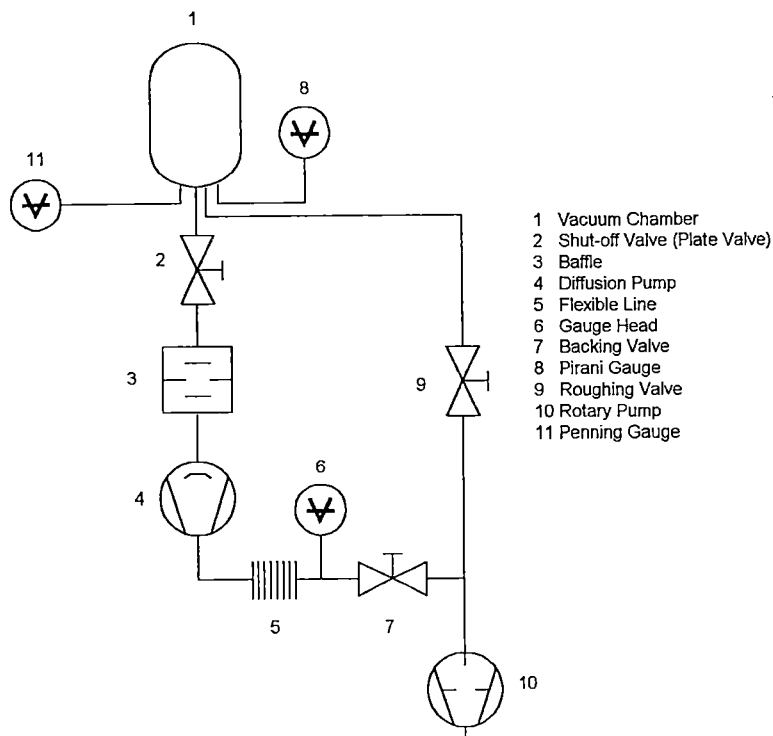 1
8
11
2
3
9
4
6
5
7
10
1 Vacuum Chamber
2 Shut-off Valve (Plate Valve)
3 Baffle
4 Diffusion Pump
5 Flexible Line
6 Gauge Head
7 Backing Valve
8 Pirani Gauge
9 Roughing Valve
10 Rotary Pump
11 Penning Gauge